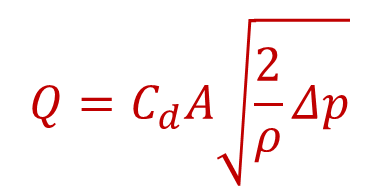 Q = C_d A √(2/ρ Δp)